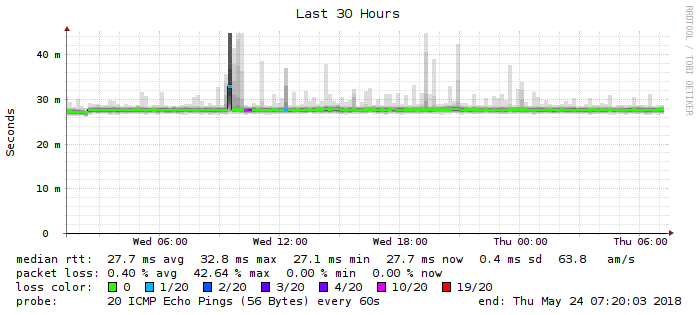 Last 30 Hours
RRDTOOL / TOBI OETIKER
Seconds
40 m
30 m
20 m
10 m
0
Wed 06:00 Wed 12:00 Wed 18:00 Thu 00:00 Thu 06:00
median rtt: 27.7 ms avg 32.8 ms max 27.1 ms min 27.7 ms now 0.4 ms sd 63.8 am/s
packet loss: 0.40 % avg 42.64 % max 0.00 % min 0.00 % now
loss color: 0 1/20 2/20 3/20 4/20 10/20 19/20
probe: 20 ICMP Echo Pings (56 Bytes) every 60s end: Thu May 24 07:20:03 2018